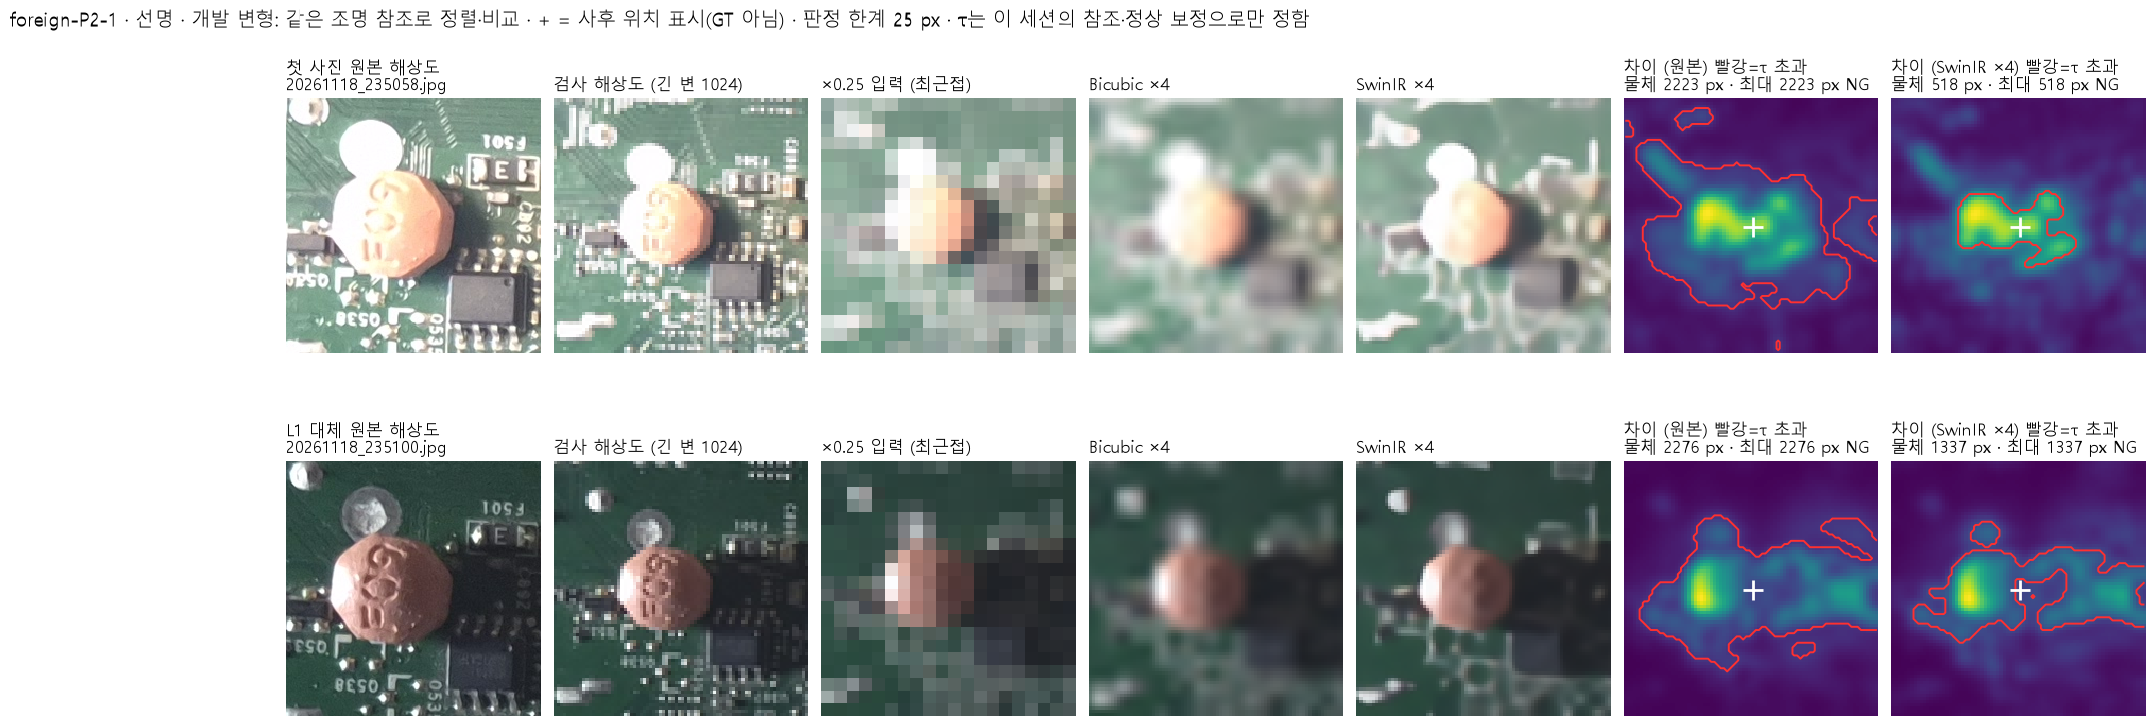 foreign-P2-1 · 선명 · 개발 변형: 같은 조명 참조로 정렬·비교 · + = 사후 위치 표시(GT 아님) · 판정 한계 25 px · τ는 이 세션의 참조·정상 보정으로만 정함
첫 사진 원본 해상도
20261118_235058.jpg
검사 해상도 (긴 변 1024)
×0.25 입력 (최근접)
Bicubic ×4
SwinIR ×4
차이 (원본) 빨강=τ 초과
물체 2223 px · 최대 2223 px NG
차이 (SwinIR ×4) 빨강=τ 초과
물체 518 px · 최대 518 px NG
F501
E
Q538
L1 대체 원본 해상도
20261118_235100.jpg
검사 해상도 (긴 변 1024)
×0.25 입력 (최근접)
Bicubic ×4
SwinIR ×4
차이 (원본) 빨강=τ 초과
물체 2276 px · 최대 2276 px NG
차이 (SwinIR ×4) 빨강=τ 초과
물체 1337 px · 최대 1337 px NG
F501
E
Q538